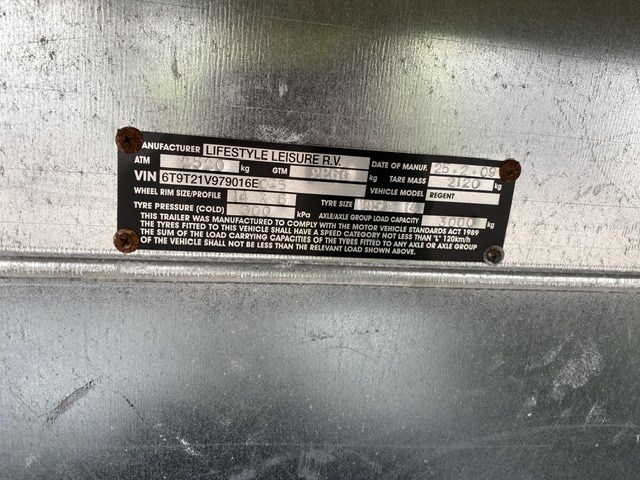 MANUFACTURER LIFESTYLE LEISURE R.V. DATE OF MANUF. 25.2.09
ATM 2520 kg GTM kg TARE MASS 2120 kg
VIN 6T9T21V979016E VEHICLE MODEL REGENT
WHEEL RIM SIZE/PROFILE TYRE SIZE
TYRE PRESSURE (COLD) kPa AXLE/AXLE GROUP LOAD CAPACITY 3000 kg
THIS TRAILER WAS MANUFACTURED TO COMPLY WITH THE MOTOR VEHICLE STANDARDS ACT 1989
THE TYRES FITTED TO THIS VEHICLE SHALL HAVE A SPEED CATEGORY NOT LESS THAN 'L' 120km/h
THE SUM OF THE LOAD CARRYING CAPACITIES OF THE TYRES FITTED TO ANY AXLE OR AXLE GROUP
OF THE VEHICLE SHALL NOT BE LESS THAN THE RELEVANT LOAD SHOWN ABOVE.